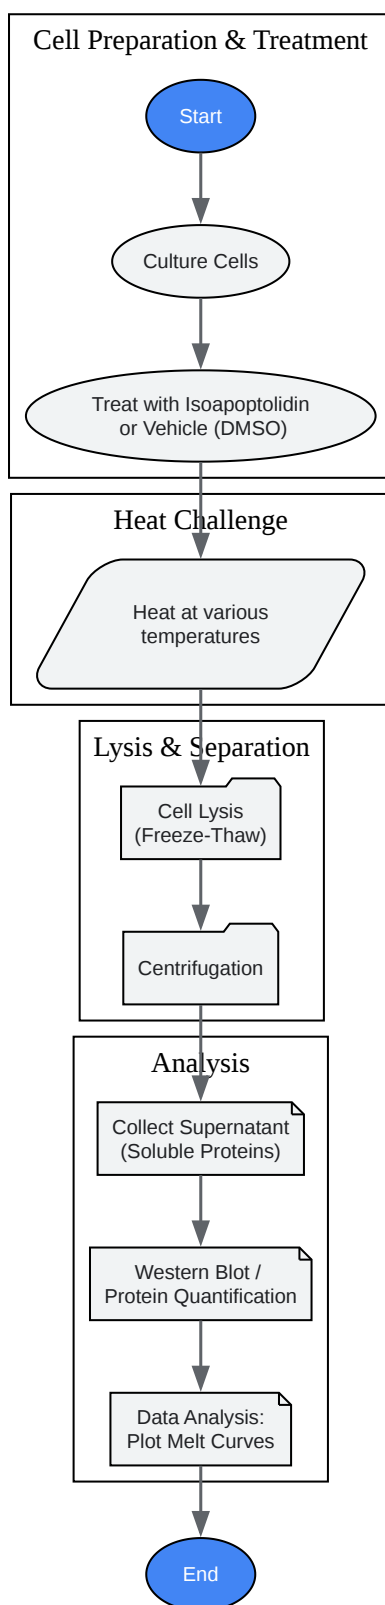 Cell Preparation & Treatment
Start
Culture Cells
Treat with Isoapoptolidin
or Vehicle (DMSO)
Heat Challenge
Heat at various
temperatures
Lysis & Separation
Cell Lysis
(Freeze-Thaw)
Centrifugation
Analysis
Collect Supernatant
(Soluble Proteins)
Western Blot /
Protein Quantification
Data Analysis:
Plot Melt Curves
End